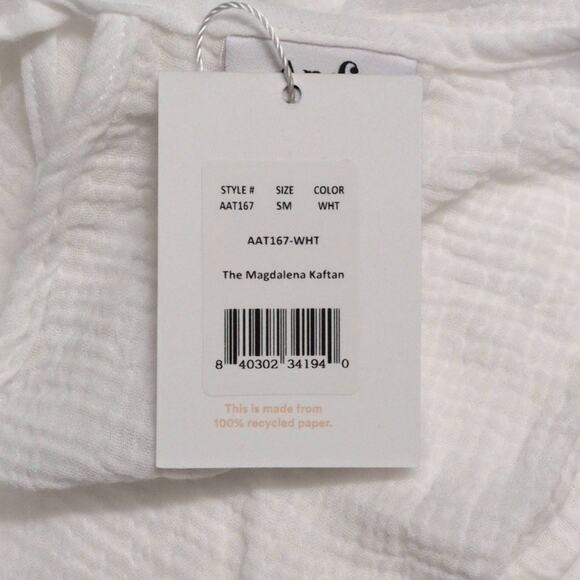 STYLE # SIZE COLOR
AAT167 SM WHT
AAT167-WHT
The Magdalena Kaftan
8 40302 34194 0
This is made from
100% recycled paper.